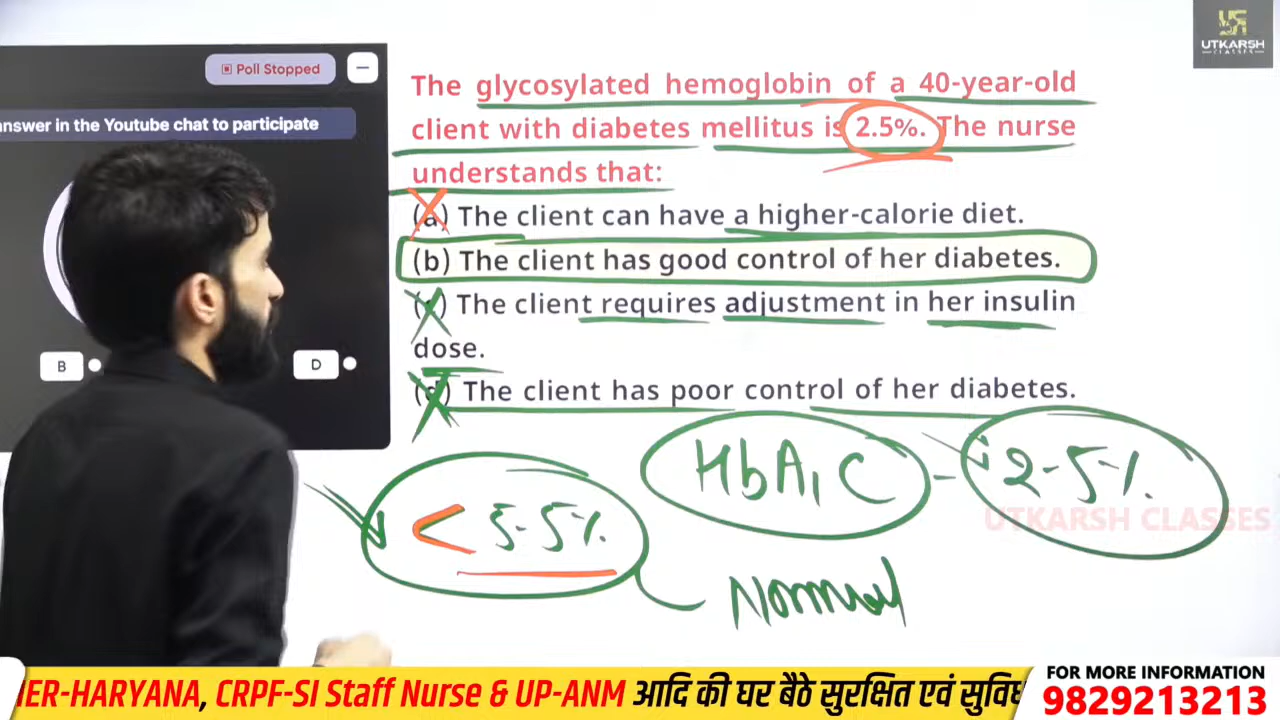 UTKARSH
CLASSES
Poll Stopped
answer in the Youtube chat to participate
The glycosylated hemoglobin of a 40-year-old
client with diabetes mellitus is 2.5%. The nurse
understands that:
(a) The client can have a higher-calorie diet.
(b) The client has good control of her diabetes.
The client requires adjustment in her insulin
dose.
(d) The client has poor control of her diabetes.
B
D
HbA1C - 2-5%.
< 5-5%.
Normal
UTKARSH CLASSES
HER-HARYANA, CRPF-SI Staff Nurse & UP-ANM आदि की घर बैठे सुरक्षित एवं
FOR MORE INFORMATION
9829213213